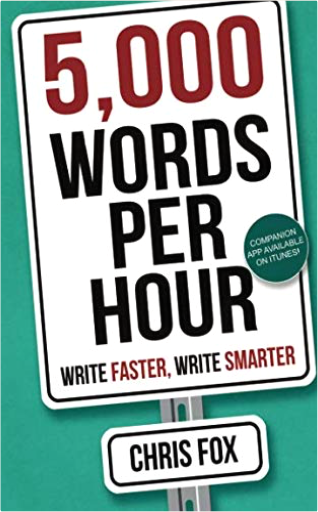 5,000
WORDS
PER
HOUR
COMPANION
APP AVAILABLE
ON ITUNES!
WRITE FASTER, WRITE SMARTER
CHRIS FOX